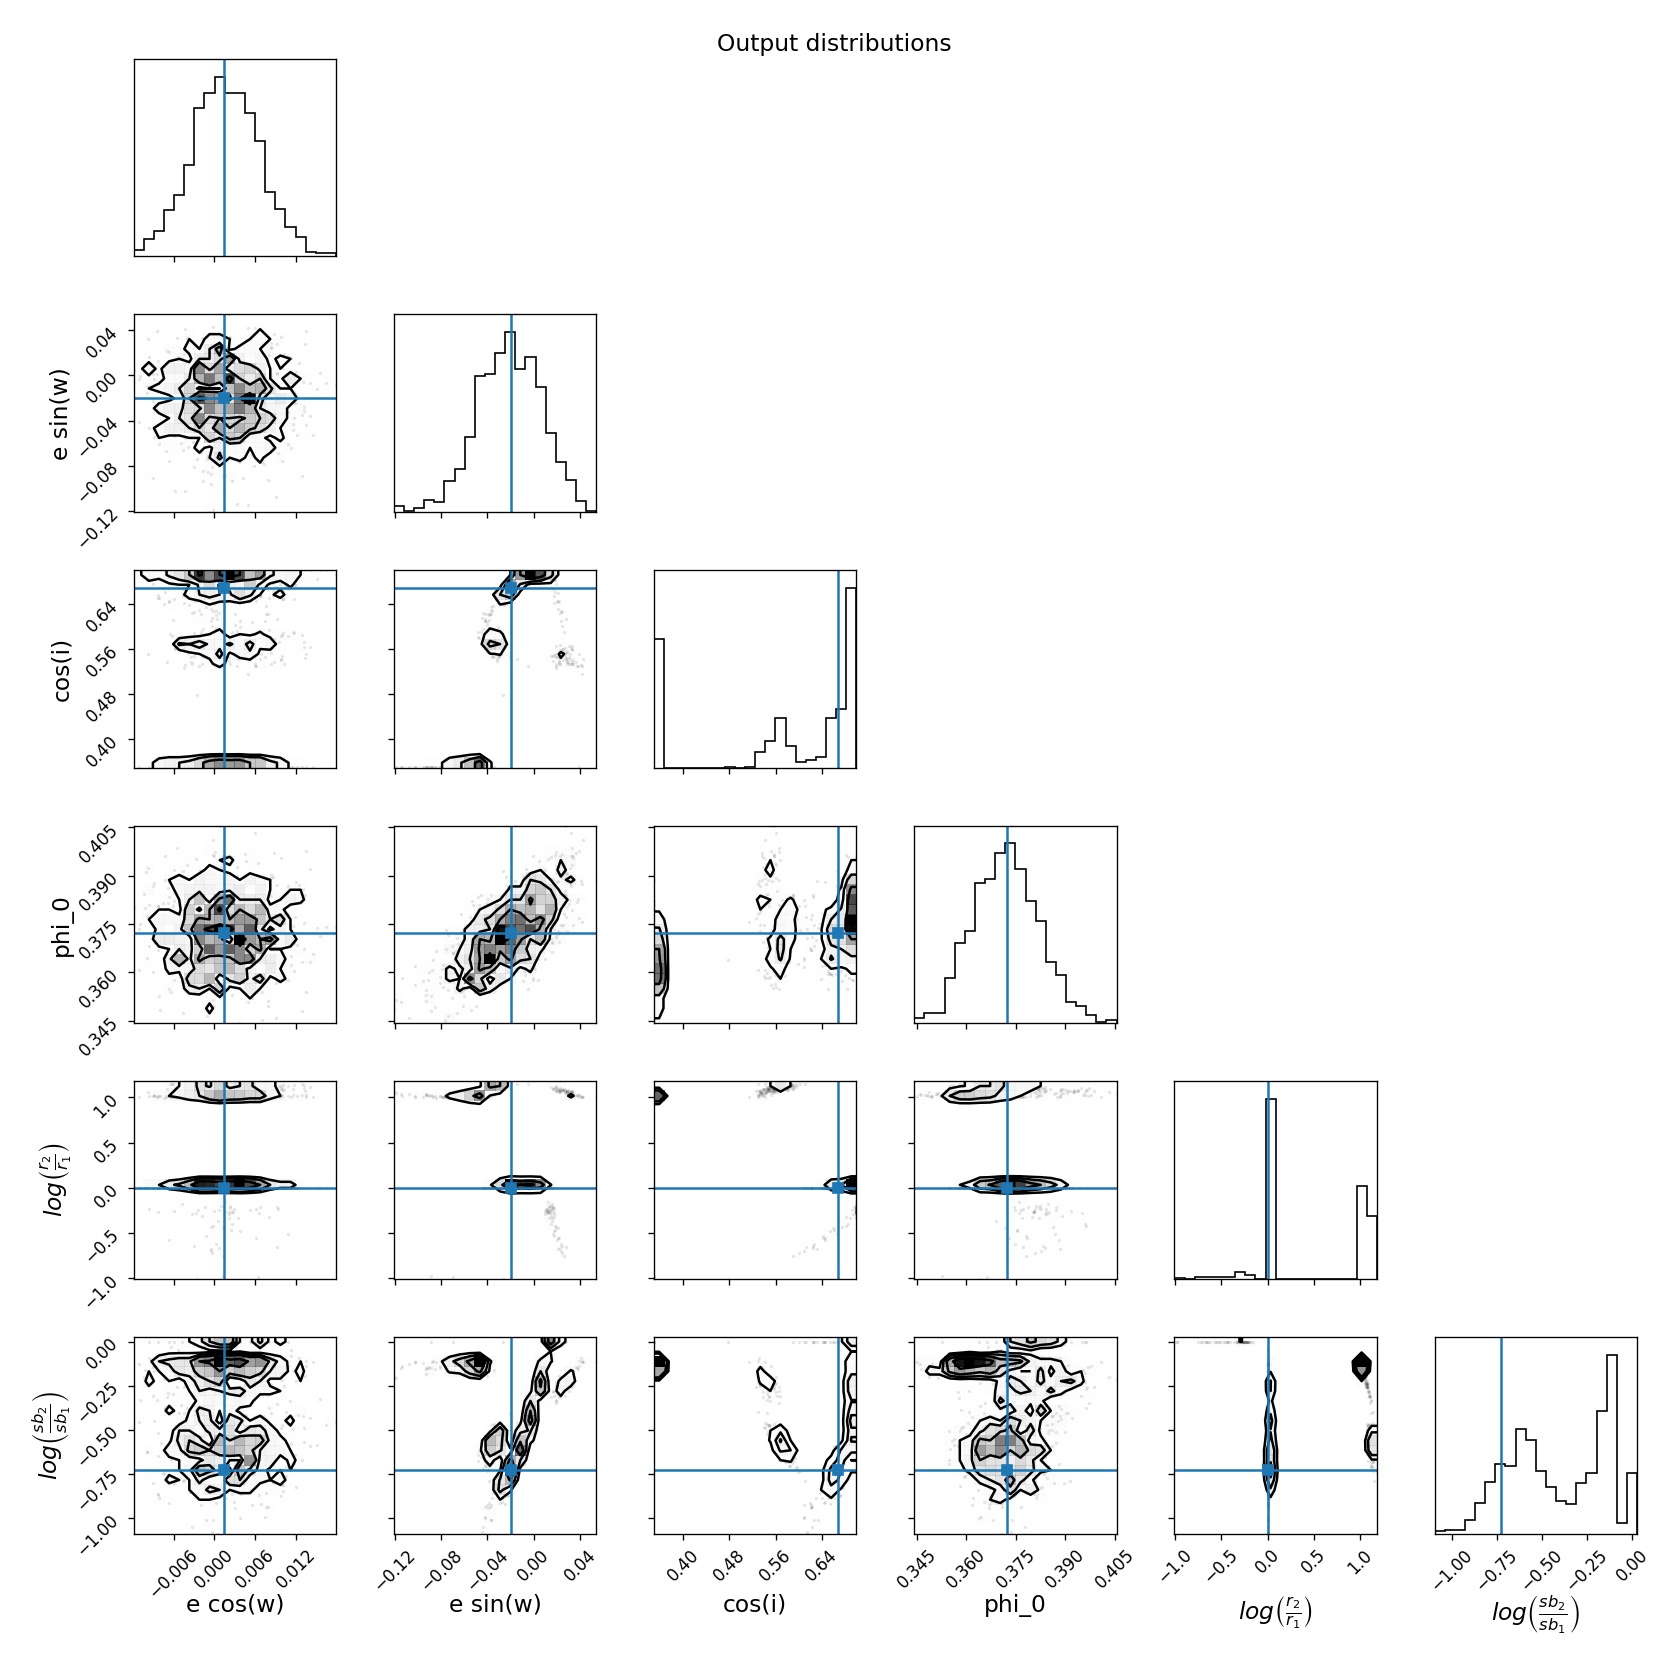 Output distributions
e sin(w)
0.04
0.00
−0.04
−0.08
−0.12
cos(i)
0.64
0.56
0.48
0.40
phi_0
0.405
0.390
0.375
0.360
0.345
log(r₂/r₁)
1.0
0.5
0.0
−0.5
−1.0
log(sb₂/sb₁)
0.00
−0.25
−0.50
−0.75
−1.00
−0.006 0.000 0.006 0.012
−0.12 −0.08 −0.04 0.00 0.04
0.40 0.48 0.56 0.64
0.345 0.360 0.375 0.390 0.405
−1.0 −0.5 0.0 0.5 1.0
−1.00 −0.75 −0.50 −0.25 0.00
e cos(w)
e sin(w)
cos(i)
phi_0
log(r₂/r₁)
log(sb₂/sb₁)